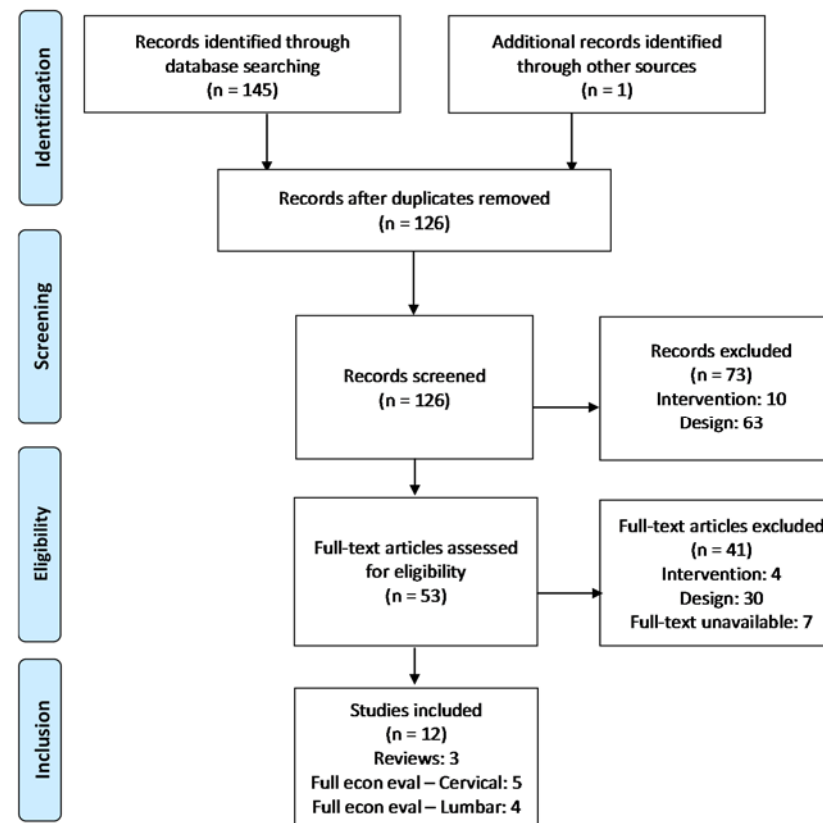 Identification
Records identified through
database searching
(n = 145)
Additional records identified
through other sources
(n = 1)
Records after duplicates removed
(n = 126)
Screening
Records screened
(n = 126)
Records excluded
(n = 73)
Intervention: 10
Design: 63
Eligibility
Full-text articles assessed
for eligibility
(n = 53)
Full-text articles excluded
(n = 41)
Intervention: 4
Design: 30
Full-text unavailable: 7
Inclusion
Studies included
(n = 12)
Reviews: 3
Full econ eval – Cervical: 5
Full econ eval – Lumbar: 4